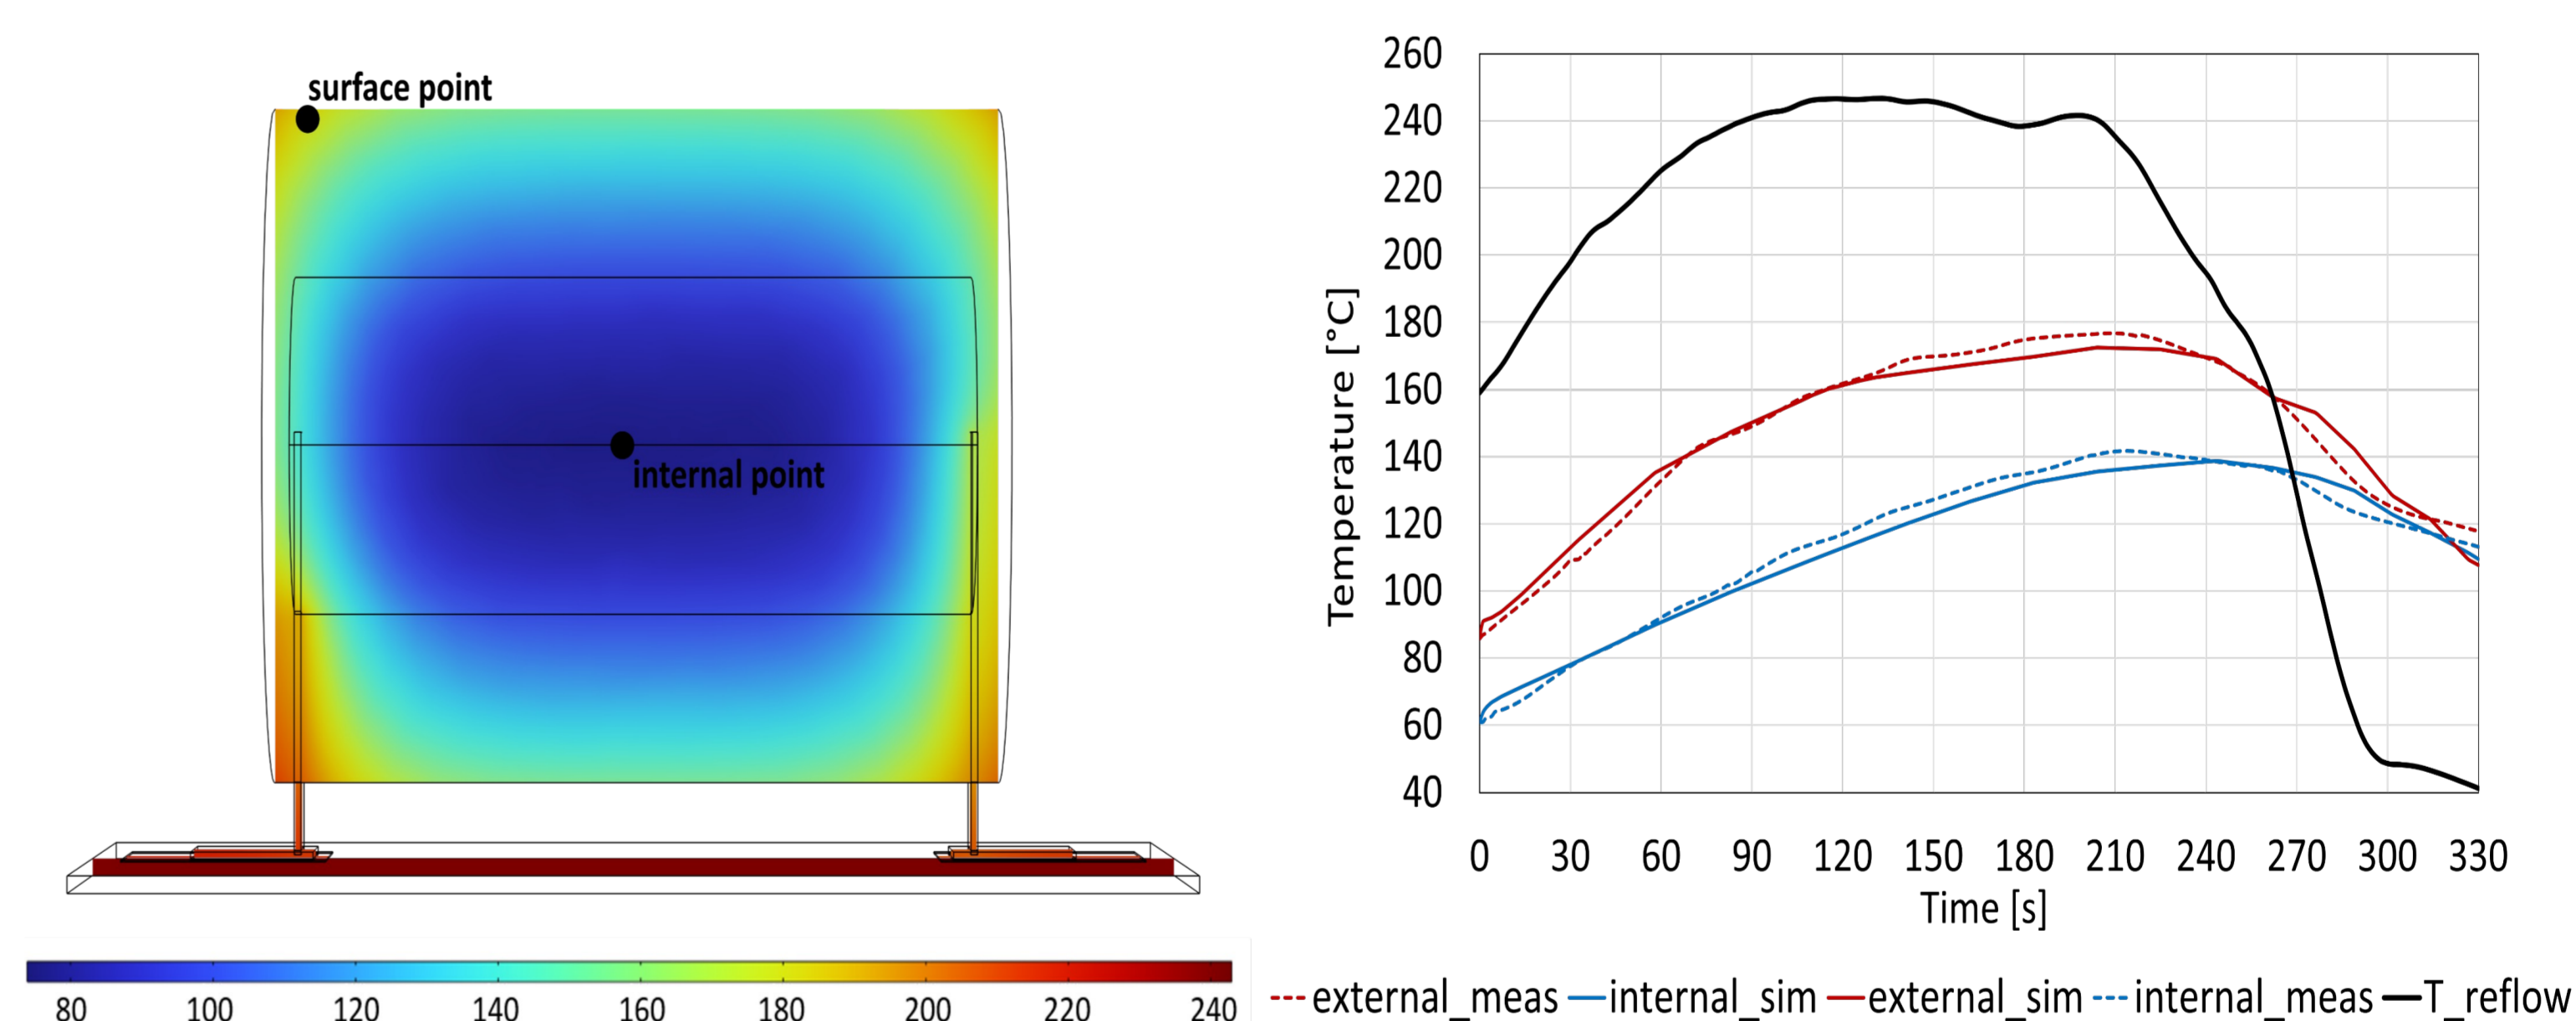 surface point
internal point
80 100 120 140 160 180 200 220 240
260
240
220
200
180
160
140
120
100
80
60
40
Temperature [°C]
0 30 60 90 120 150 180 210 240 270 300 330
Time [s]
external_meas internal_sim external_sim internal_meas T_reflow